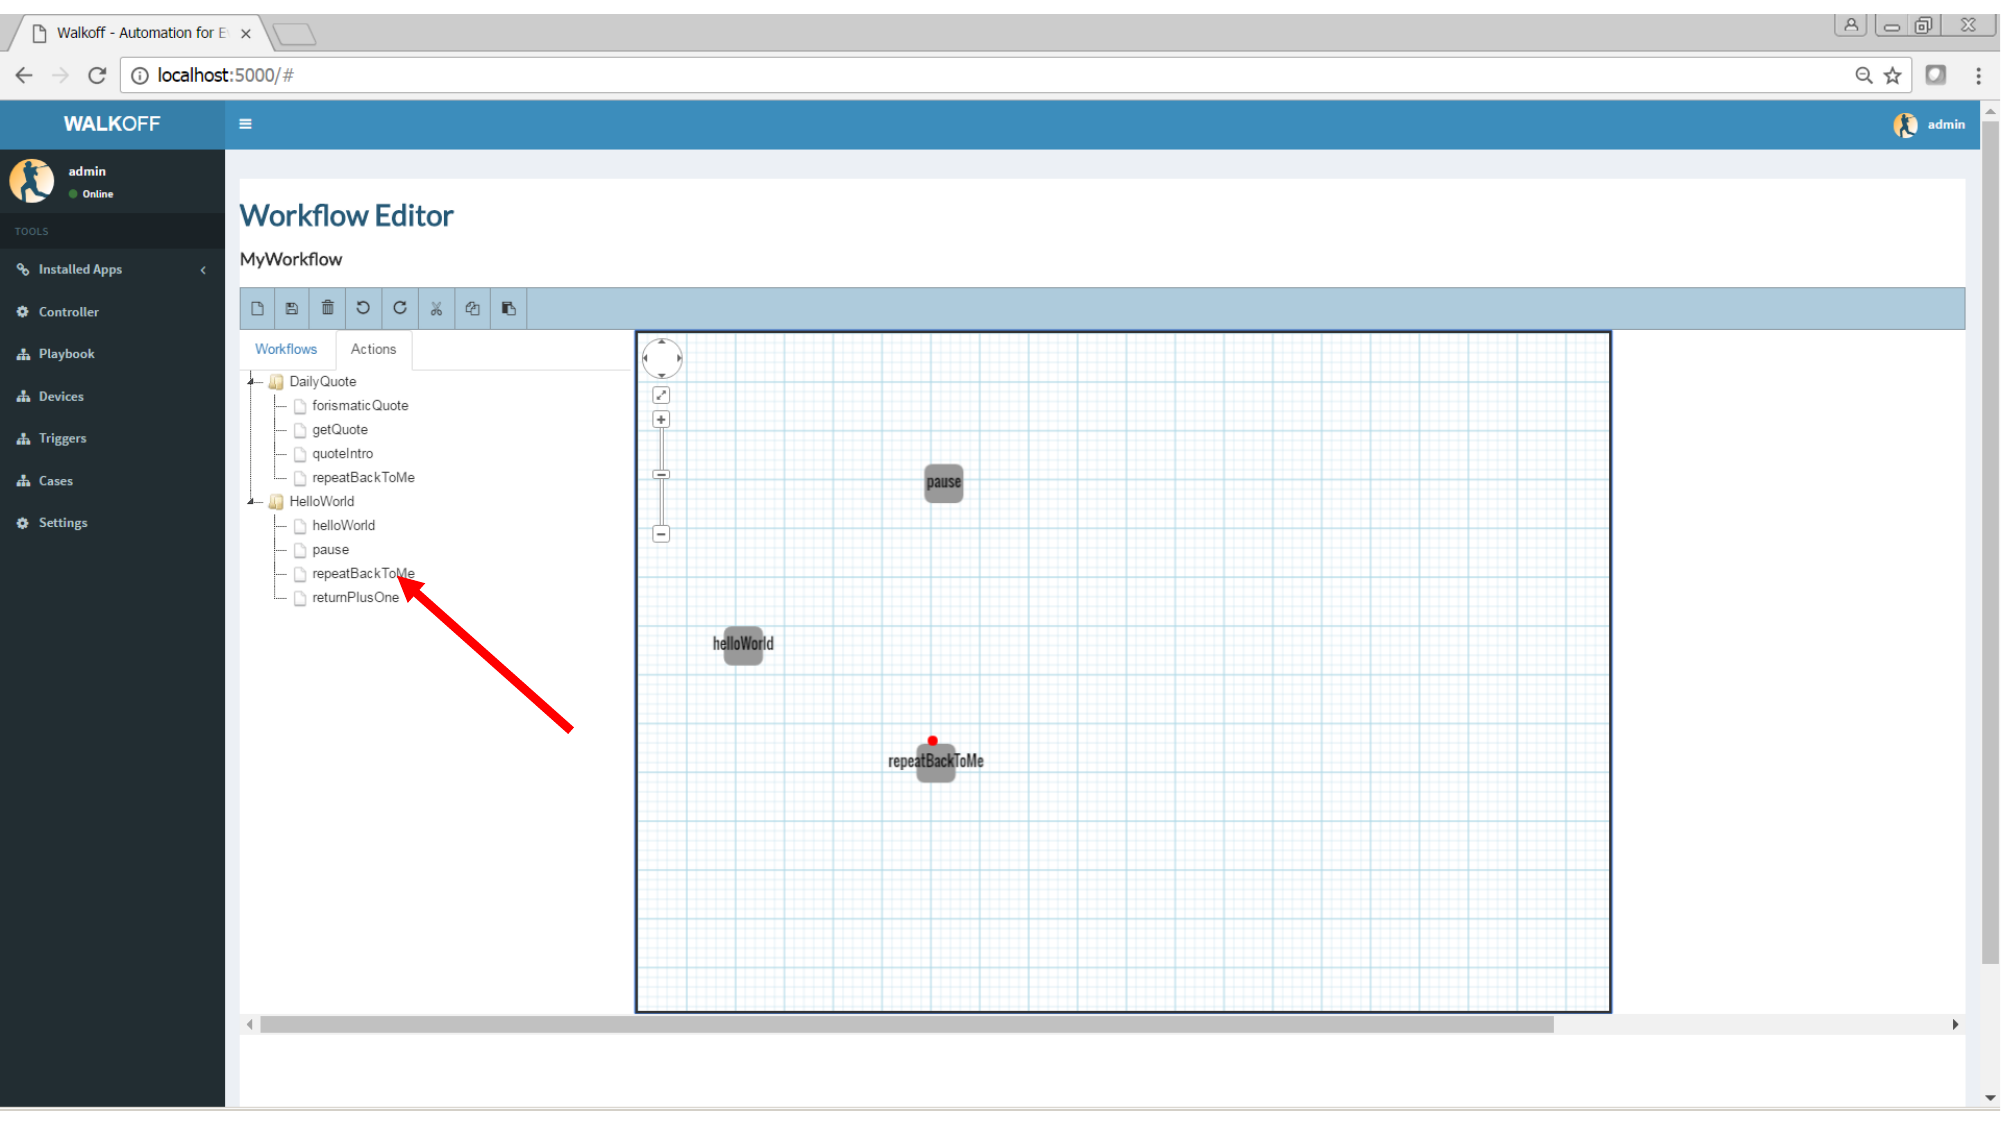 Walkoff - Automation for E
localhost:5000/#
WALKOFF
admin
admin
Online
TOOLS
Installed Apps
Controller
Playbook
Devices
Triggers
Cases
Settings
Workflow Editor
MyWorkflow
Workflows Actions
DailyQuote
forismaticQuote
getQuote
quoteIntro
repeatBackToMe
HelloWorld
helloWorld
pause
repeatBackToMe
returnPlusOne
pause
helloWorld
repeatBackToMe